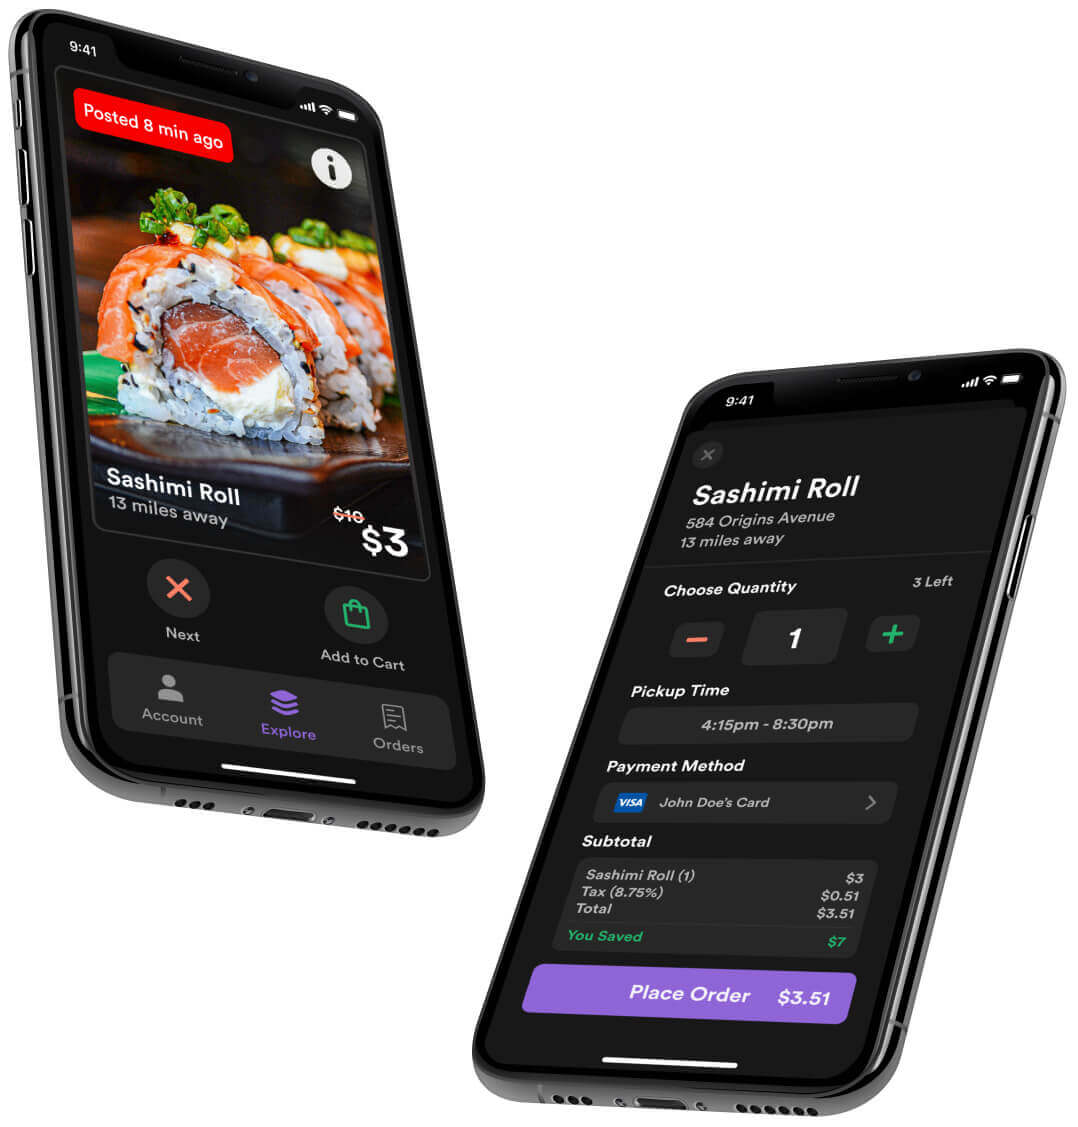 9:41
Posted 8 min ago
Sashimi Roll
13 miles away
$10
$3
Next
Add to Cart
Account
Explore
Orders
9:41
Sashimi Roll
584 Origins Avenue
13 miles away
Choose Quantity
3 Left
1
Pickup Time
4:15pm - 8:30pm
Payment Method
VISA John Doe's Card
Subtotal
Sashimi Roll (1) $3
Tax (8.75%) $0.51
Total $3.51
You Saved $7
Place Order $3.51